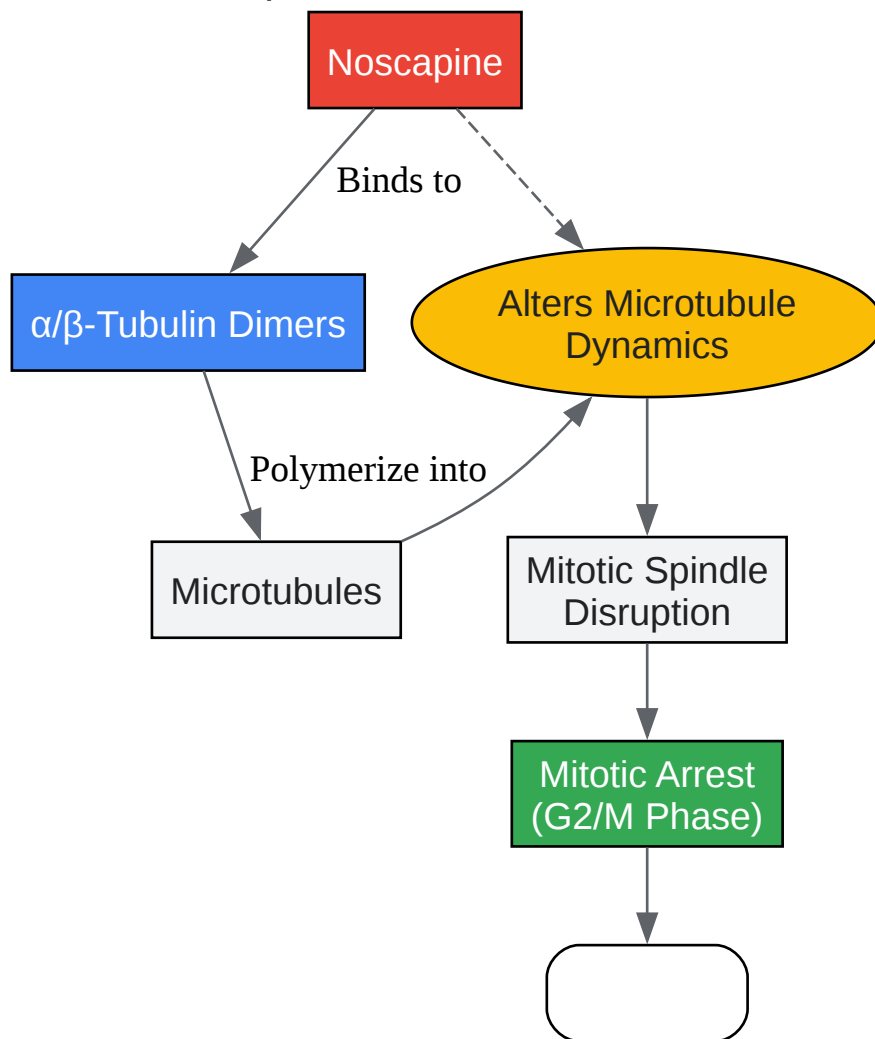 Noscapine
Binds to
α/β-Tubulin Dimers
Alters Microtubule
Dynamics
Polymerize into
Microtubules
Mitotic Spindle
Disruption
Mitotic Arrest
(G2/M Phase)